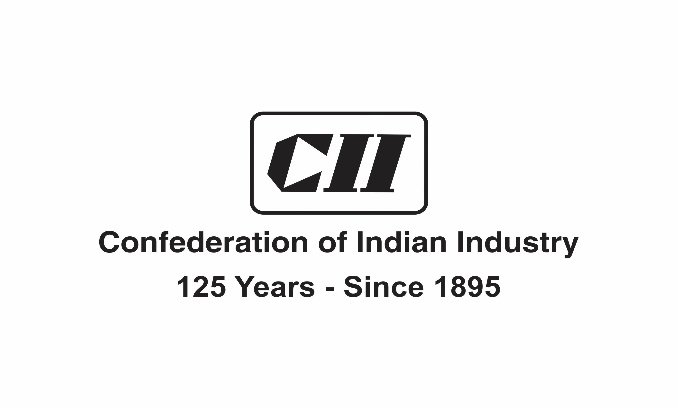 CII
Confederation of Indian Industry
125 Years - Since 1895